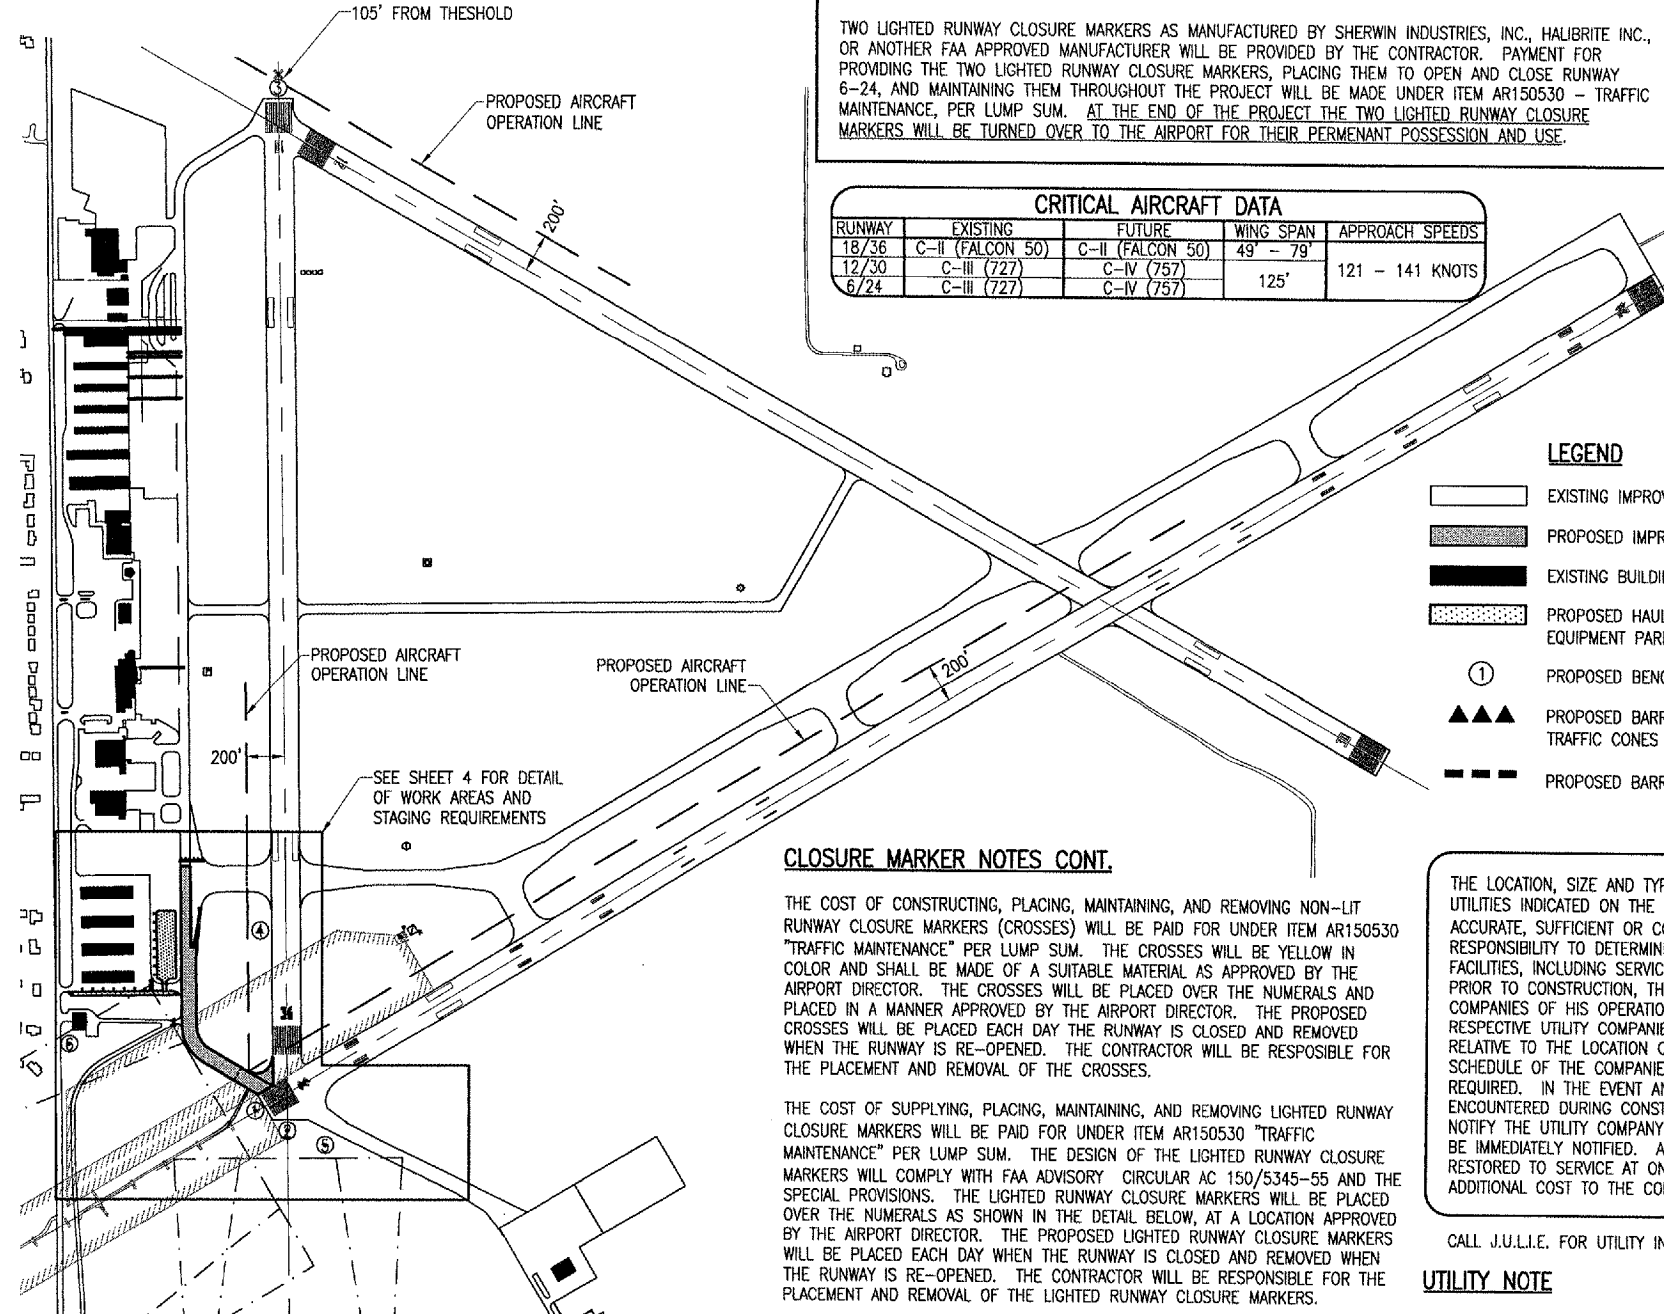 105' FROM THESHOLD
PROPOSED AIRCRAFT
OPERATION LINE
200'
TWO LIGHTED RUNWAY CLOSURE MARKERS AS MANUFACTURED BY SHERWIN INDUSTRIES, INC., HALIBRITE INC.,
OR ANOTHER FAA APPROVED MANUFACTURER WILL BE PROVIDED BY THE CONTRACTOR. PAYMENT FOR
PROVIDING THE TWO LIGHTED RUNWAY CLOSURE MARKERS, PLACING THEM TO OPEN AND CLOSE RUNWAY
6-24, AND MAINTAINING THEM THROUGHOUT THE PROJECT WILL BE MADE UNDER ITEM AR150530 - TRAFFIC
MAINTENANCE, PER LUMP SUM. AT THE END OF THE PROJECT THE TWO LIGHTED RUNWAY CLOSURE
MARKERS WILL BE TURNED OVER TO THE AIRPORT FOR THEIR PERMENANT POSSESSION AND USE.
CRITICAL AIRCRAFT DATA
RUNWAY EXISTING FUTURE WING SPAN APPROACH SPEEDS
18/36 C-II (FALCON 50) C-II (FALCON 50) 49' - 79'
12/30 C-III (727) C-IV (757)
6/24 C-III (727) C-IV (757)
125'
121 - 141 KNOTS
LEGEND
EXISTING IMPROV
PROPOSED IMPR
EXISTING BUILDI
PROPOSED HAUL
EQUIPMENT PAR
1 PROPOSED BENC
PROPOSED BARR
TRAFFIC CONES
PROPOSED BARR
PROPOSED AIRCRAFT
OPERATION LINE
200'
PROPOSED AIRCRAFT
OPERATION LINE
200'
SEE SHEET 4 FOR DETAIL
OF WORK AREAS AND
STAGING REQUIREMENTS
3
4
36
6
1
2
5
30
CLOSURE MARKER NOTES CONT.
THE COST OF CONSTRUCTING, PLACING, MAINTAINING, AND REMOVING NON-LIT
RUNWAY CLOSURE MARKERS (CROSSES) WILL BE PAID FOR UNDER ITEM AR150530
"TRAFFIC MAINTENANCE" PER LUMP SUM. THE CROSSES WILL BE YELLOW IN
COLOR AND SHALL BE MADE OF A SUITABLE MATERIAL AS APPROVED BY THE
AIRPORT DIRECTOR. THE CROSSES WILL BE PLACED OVER THE NUMERALS AND
PLACED IN A MANNER APPROVED BY THE AIRPORT DIRECTOR. THE PROPOSED
CROSSES WILL BE PLACED EACH DAY THE RUNWAY IS CLOSED AND REMOVED
WHEN THE RUNWAY IS RE-OPENED. THE CONTRACTOR WILL BE RESPOSIBLE FOR
THE PLACEMENT AND REMOVAL OF THE CROSSES.
THE COST OF SUPPLYING, PLACING, MAINTAINING, AND REMOVING LIGHTED RUNWAY
CLOSURE MARKERS WILL BE PAID FOR UNDER ITEM AR150530 "TRAFFIC
MAINTENANCE" PER LUMP SUM. THE DESIGN OF THE LIGHTED RUNWAY CLOSURE
MARKERS WILL COMPLY WITH FAA ADVISORY CIRCULAR AC 150/5345-55 AND THE
SPECIAL PROVISIONS. THE LIGHTED RUNWAY CLOSURE MARKERS WILL BE PLACED
OVER THE NUMERALS AS SHOWN IN THE DETAIL BELOW, AT A LOCATION APPROVED
BY THE AIRPORT DIRECTOR. THE PROPOSED LIGHTED RUNWAY CLOSURE MARKERS
WILL BE PLACED EACH DAY WHEN THE RUNWAY IS CLOSED AND REMOVED WHEN
THE RUNWAY IS RE-OPENED. THE CONTRACTOR WILL BE RESPONSIBLE FOR THE
PLACEMENT AND REMOVAL OF THE LIGHTED RUNWAY CLOSURE MARKERS.
THE LOCATION, SIZE AND TYP
UTILITIES INDICATED ON THE
ACCURATE, SUFFICIENT OR CO
RESPONSIBILITY TO DETERMIN
FACILITIES, INCLUDING SERVIC
PRIOR TO CONSTRUCTION, TH
COMPANIES OF HIS OPERATIO
RESPECTIVE UTILITY COMPANIE
RELATIVE TO THE LOCATION O
SCHEDULE OF THE COMPANIE
REQUIRED. IN THE EVENT AN
ENCOUNTERED DURING CONST
NOTIFY THE UTILITY COMPANY
BE IMMEDIATELY NOTIFIED. A
RESTORED TO SERVICE AT ON
ADDITIONAL COST TO THE CO
CALL J.U.L.I.E. FOR UTILITY IN
UTILITY NOTE